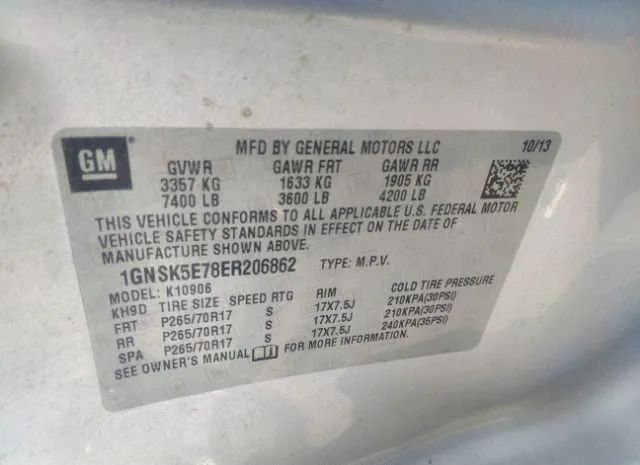 GM
MFD BY GENERAL MOTORS LLC 10/13
GVWR GAWR FRT GAWR RR
3357 KG 1633 KG 1905 KG
7400 LB 3600 LB 4200 LB
THIS VEHICLE CONFORMS TO ALL APPLICABLE U.S. FEDERAL MOTOR
VEHICLE SAFETY STANDARDS IN EFFECT ON THE DATE OF
MANUFACTURE SHOWN ABOVE.
1GNSK5E78ER206862 TYPE: M.P.V.
MODEL: K10906
KH9D TIRE SIZE SPEED RTG RIM COLD TIRE PRESSURE
FRT P265/70R17 S 17X7.5J 210KPA(30PSI)
RR P265/70R17 S 17X7.5J 210KPA(30PSI)
SPA P265/70R17 S 17X7.5J 240KPA(35PSI)
SEE OWNER'S MANUAL FOR MORE INFORMATION.